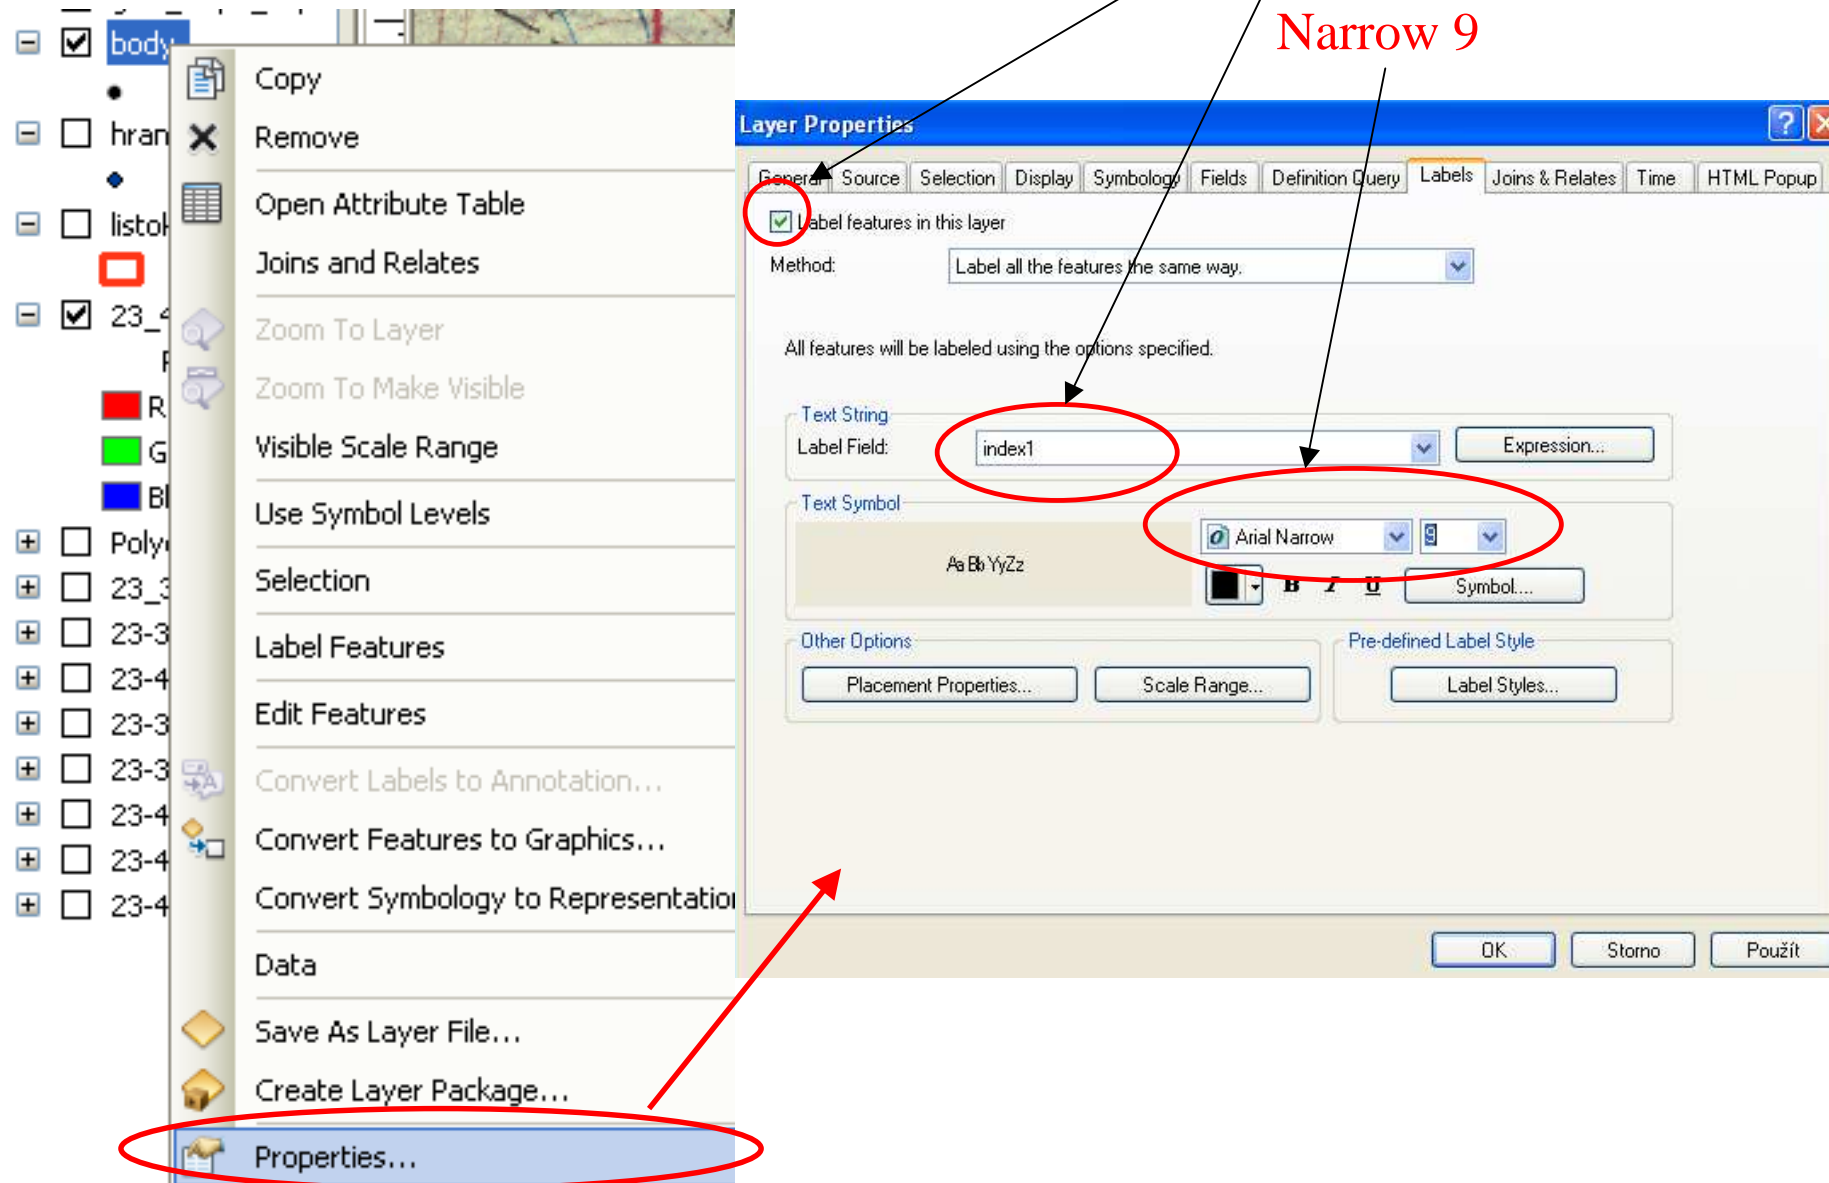 Narrow 9
body
hran
listok
23_4
R
G
Bl
Poly
23_3
23-3
23-4
23-3
23-3
23-4
23-4
23-4
Copy
Remove
Open Attribute Table
Joins and Relates
Zoom To Layer
Zoom To Make Visible
Visible Scale Range
Use Symbol Levels
Selection
Label Features
Edit Features
Convert Labels to Annotation...
Convert Features to Graphics...
Convert Symbology to Representation
Data
Save As Layer File...
Create Layer Package...
Properties...
Layer Properties
General Source Selection Display Symbology Fields Definition Query Labels Joins & Relates Time HTML Popup
Label features in this layer
Method: Label all the features the same way.
All features will be labeled using the options specified.
Text String
Label Field: index1 Expression...
Text Symbol
AaBbYyZz
Arial Narrow 9
B I U Symbol...
Other Options
Placement Properties... Scale Range...
Pre-defined Label Style
Label Styles...
OK Storno Použít